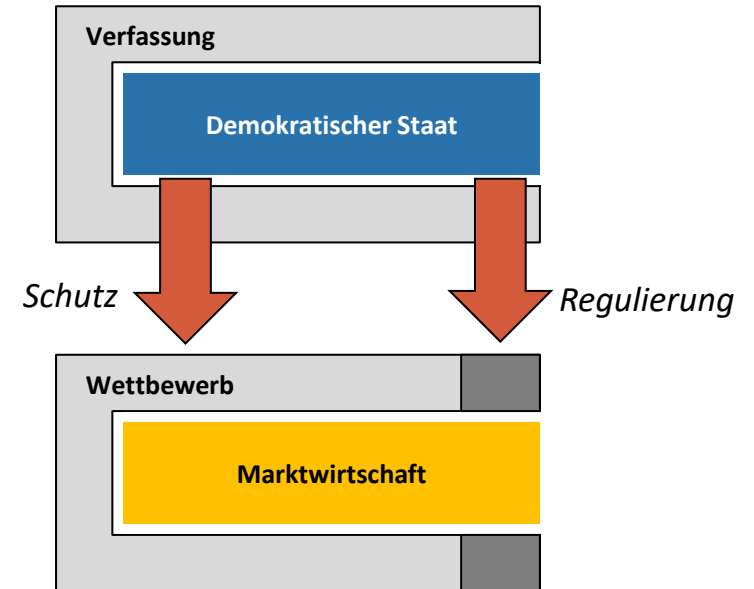 Verfassung
Demokratischer Staat
Schutz
Regulierung
Wettbewerb
Marktwirtschaft